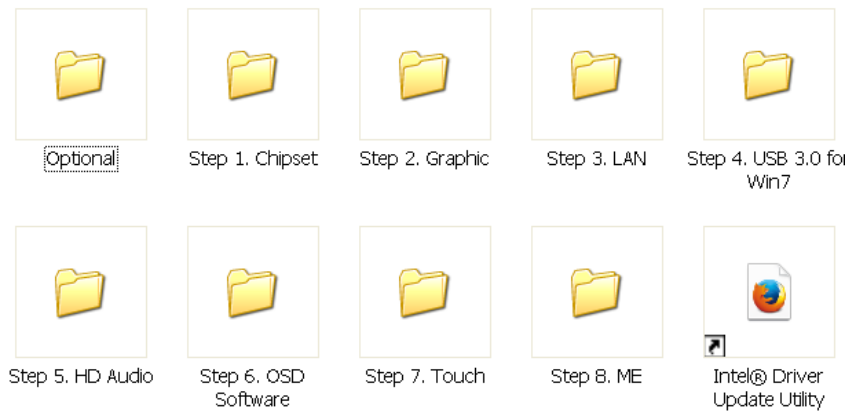 Optional
Step 1. Chipset
Step 2. Graphic
Step 3. LAN
Step 4. USB 3.0 for
Win7
Step 5. HD Audio
Step 6. OSD
Software
Step 7. Touch
Step 8. ME
Intel® Driver
Update Utility